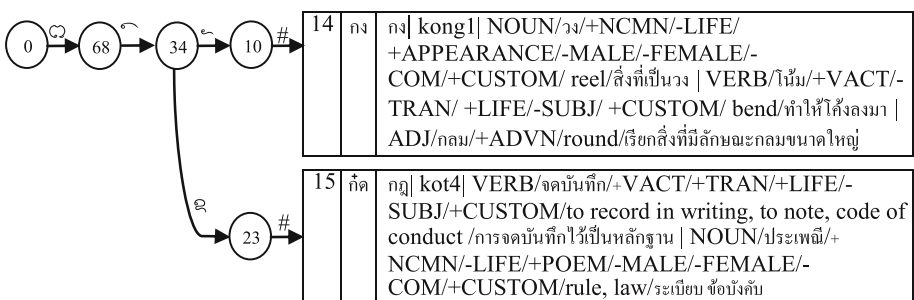 0 68 34 10 #
14 กง กง| kong1| NOUN/วง/+NCMN/-LIFE/
+APPEARANCE/-MALE/-FEMALE/-
COM/+CUSTOM/ reel/สิ่งที่เป็นวง | VERB/โน้ม/+VACT/-
TRAN/ +LIFE/-SUBJ/ +CUSTOM/ bend/ทำให้โค้งลงมา |
ADJ/กลม/+ADVN/round/เรียกสิ่งที่มีลักษณะกลมขนาดใหญ่
23 #
15 ก๋ด กฎ| kot4| VERB/จดบันทึก/+VACT/+TRAN/+LIFE/-
SUBJ/+CUSTOM/to record in writing, to note, code of
conduct /การจดบันทึกไว้เป็นหลักฐาน | NOUN/ประเพณี/+
NCMN/-LIFE/+POEM/-MALE/-FEMALE/-
COM/+CUSTOM/rule, law/ระเบียบ ข้อบังคับ